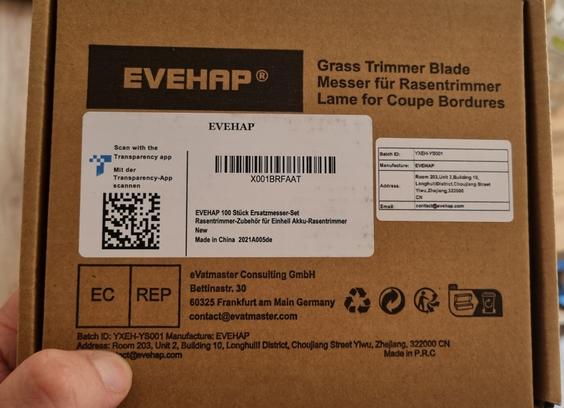 EVEHAP®
Grass Trimmer Blade
Messer für Rasentrimmer
Lame for Coupe Bordures
EVEHAP
Scan with the
Transparency app
Mit der
Transparency-App
scannen
X001BRFAAT
EVEHAP 100 Stück Ersatzmesser-Set
Rasentrimmer-Zubehör für Einhell Akku-Rasentrimmer
New
Made in China 2021A005de
Batch ID: YXEH-YS001
Manufacture: EVEHAP
Address: Room 203,Unit 2,Building 10,
LonghuiDistrict,Choujiang Street
Yiwu,Zhejiang,322000
CN
Email: contact@evehap.com
EC REP
eVatmaster Consulting GmbH
Bettinastr. 30
60325 Frankfurt am Main Germany
contact@evatmaster.com
Batch ID: YXEH-YS001 Manufacture: EVEHAP
Address: Room 203, Unit 2, Building 10, Longhuili District, Choujiang Street Yiwu, Zhejiang, 322000 CN
@evehap.com Made in P.R.C